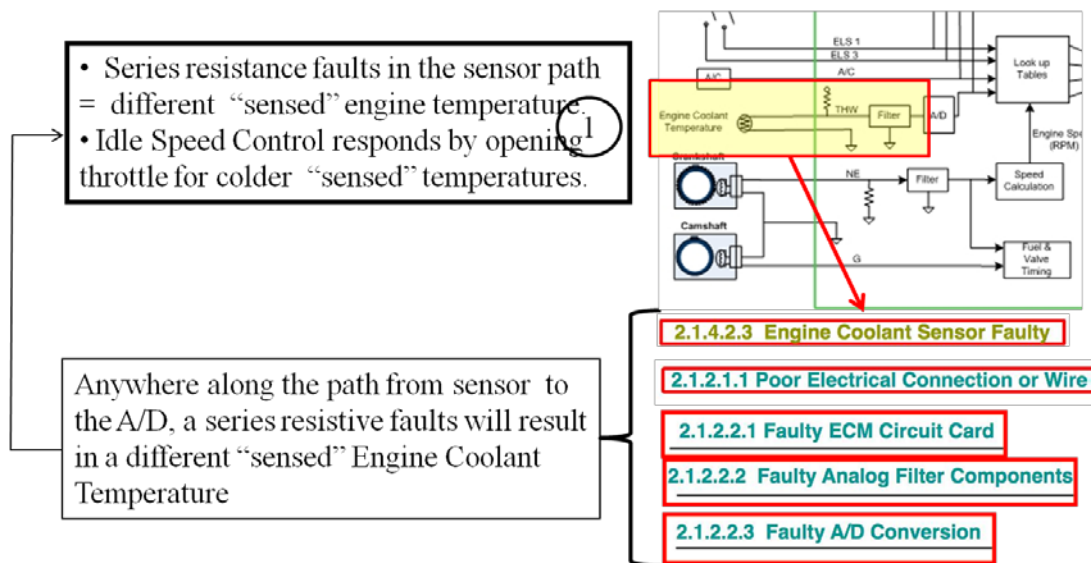 • Series resistance faults in the sensor path
= different “sensed” engine temperature.
• Idle Speed Control responds by opening
throttle for colder “sensed” temperatures.
1
Anywhere along the path from sensor to
the A/D, a series resistive faults will result
in a different “sensed” Engine Coolant
Temperature
ELS 1
ELS 3
A/C
A/C
Look up
Tables
Engine Coolant
Temperature
THW
Filter
A/D
Engine Spe
(RPM)
Crankshaft
NE
Filter
Speed
Calculation
Camshaft
G
Fuel &
Valve
Timing
2.1.4.2.3 Engine Coolant Sensor Faulty
2.1.2.1.1 Poor Electrical Connection or Wire
2.1.2.2.1 Faulty ECM Circuit Card
2.1.2.2.2 Faulty Analog Filter Components
2.1.2.2.3 Faulty A/D Conversion